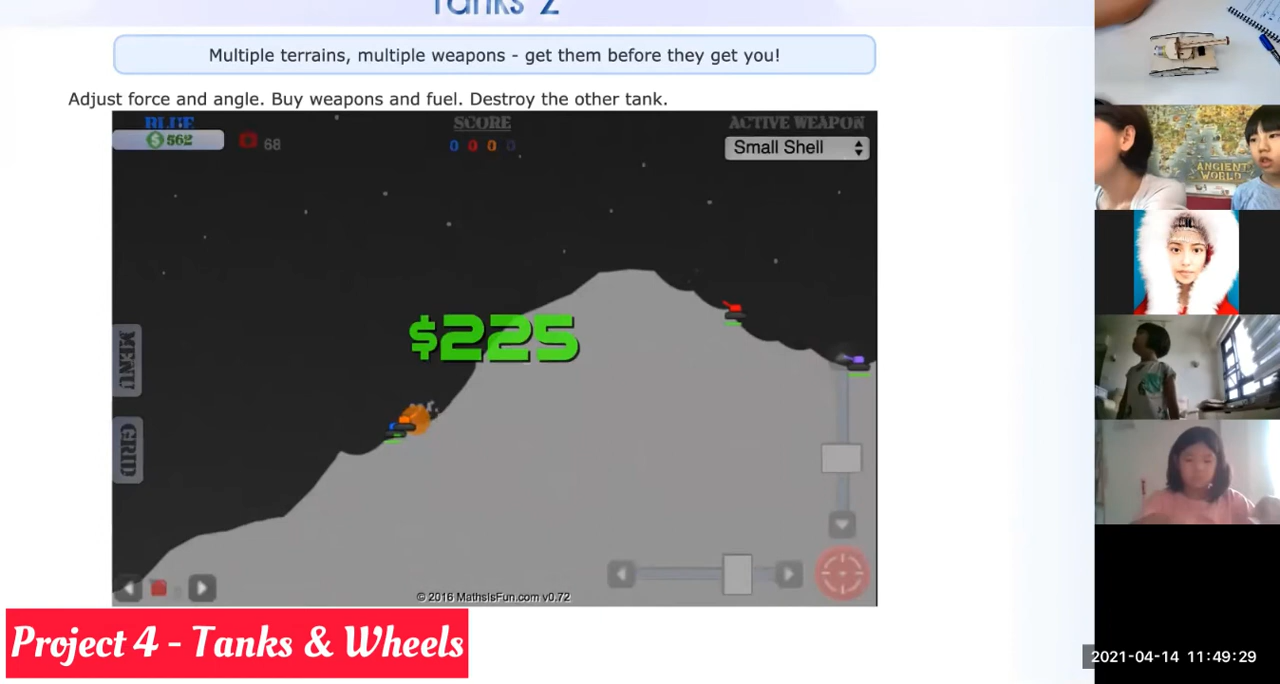 Tanks 2
Multiple terrains, multiple weapons - get them before they get you!
Adjust force and angle. Buy weapons and fuel. Destroy the other tank.
BLUE
$ 562
68
SCORE
0 0 0 0
ACTIVE WEAPON
Small Shell
$225
MENU
GRID
© 2016 MathsIsFun.com v0.72
ANCIENT
WORLD
Project 4 - Tanks & Wheels
2021-04-14 11:49:29